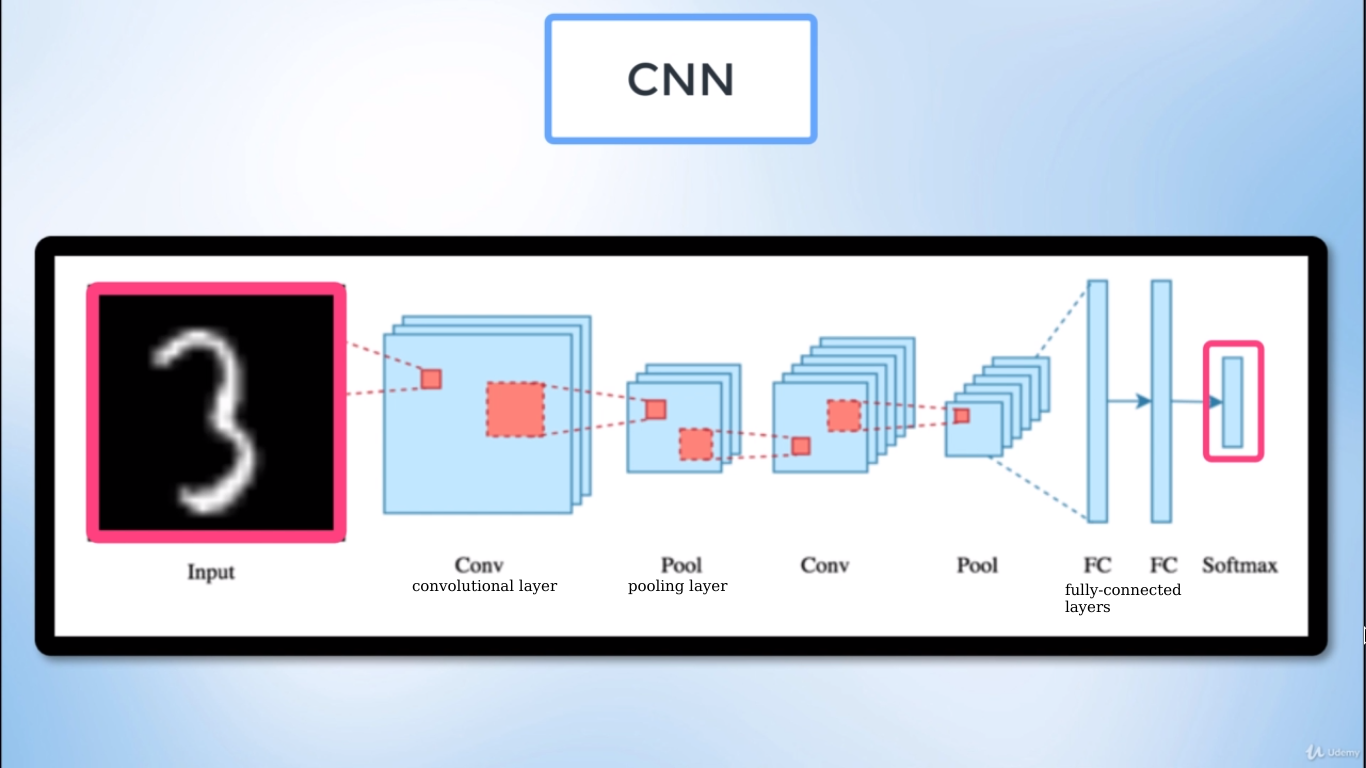 CNN
Input
Conv
convolutional layer
Pool
pooling layer
Conv
Pool
FC
fully-connected
layers
FC
Softmax
Udemy